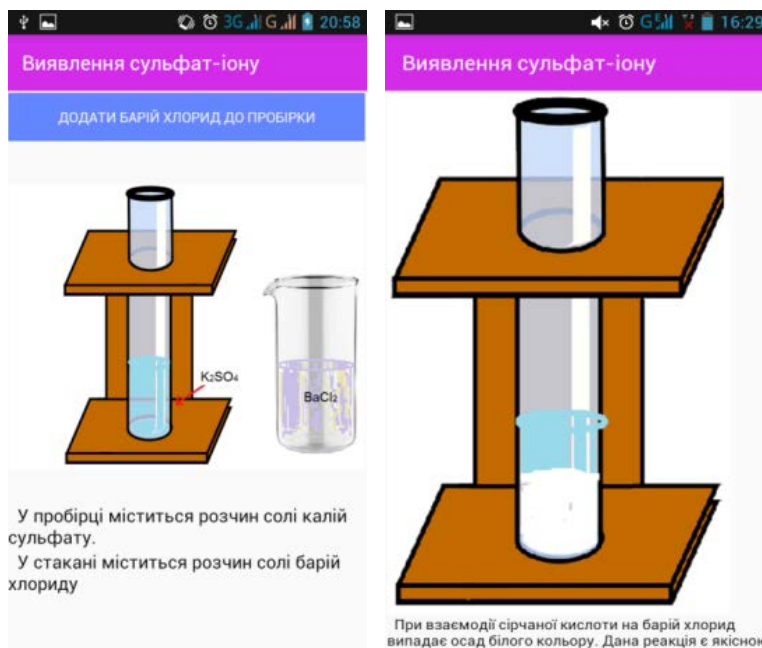 3G G 20:58
Виявлення сульфат-іону
ДОДАТИ БАРІЙ ХЛОРИД ДО ПРОБІРКИ
K₂SO₄
BaCl₂
У пробірці міститься розчин солі калій
сульфату.
У стакані міститься розчин солі барій
хлориду
G 16:29
Виявлення сульфат-іону
При взаємодії сірчаної кислоти на барій хлорид
випадає осад білого кольору. Дана реакція є якісною